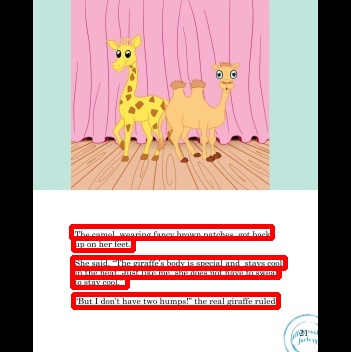 The camel, wearing fancy brown patches, got back
up on her feet.
She said, "The giraffe's body is special and stays cool
in the heat. Just like me, she does not have to sweat
to stay cool."
"But I don't have two humps!" the real giraffe ruled
21